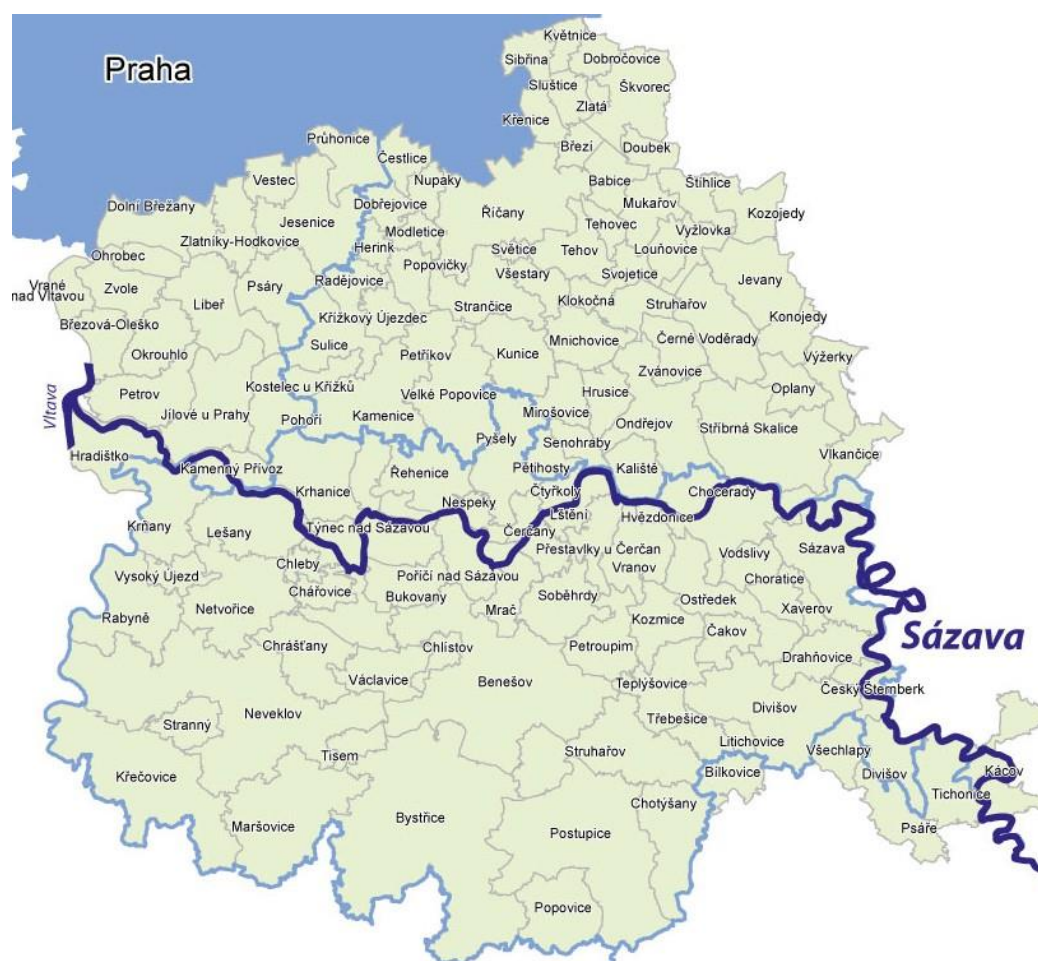 Praha
Květnice
Sibřina
Dobročovice
Sluštice
Škvorec
Zlatá
Křenice
Průhonice
Březí
Doubek
Čestlice
Vestec
Nupaky
Babice
Štíhlice
Dolní Břežany
Dobřejovice
Mukařov
Jesenice
Říčany
Kozojedy
Modletice
Tehovec
Vyžlovka
Zlatníky-Hodkovice
Herink
Světice
Tehov
Louňovice
Ohrobec
Popovičky
Všestary
Svojetice
Jevany
Vrané
nad Vltavou
Zvole
Psáry
Radějovice
Libeř
Strančice
Klokočná
Struhařov
Březová-Oleško
Křížkový Újezdec
Konojedy
Mnichovice
Černé Voděrady
Okrouhlo
Sulice
Petříkov
Kunice
Výžerky
Zvánovice
Petrov
Kostelec u Křížků
Velké Popovice
Hrusice
Oplany
Vltava
Jílové u Prahy
Pohoří
Kamenice
Mirošovice
Ondřejov
Stříbrná Skalice
Pyšely
Senohraby
Hradištko
Vlkančice
Kamenný Přívoz
Řehenice
Pětihosty
Kaliště
Krhanice
Čtyřkoly
Chocerady
Nespeky
Lštění
Hvězdonice
Krňany
Lešany
Týnec nad Sázavou
Čerčany
Přestavlky u Čerčan
Vodslivy
Sázava
Chleby
Vysoký Újezd
Poříčí nad Sázavou
Vranov
Choratice
Chářovice
Bukovany
Soběhrdy
Ostředek
Netvořice
Mrač
Xaverov
Rabyně
Kozmice
Čakov
Sázava
Chrášťany
Chlístov
Petroupim
Drahňovice
Václavice
Benešov
Teplýšovice
Český Šternberk
Neveklov
Divišov
Stranný
Třebešice
Tisem
Struhařov
Litichovice
Všechlapy
Křečovice
Bílkovice
Divišov
Kácov
Tichonice
Chotýšany
Maršovice
Bystřice
Postupice
Psáře
Popovice